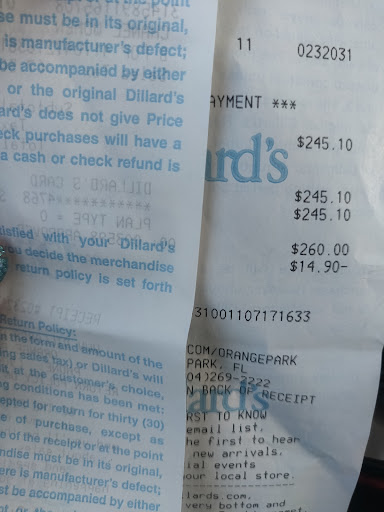 se must be in its original,
is manufacturer's defect;
be accompanied by either
or the original Dillard's
ard's does not give Price
eck purchases will have a
a cash or check refund is
DILLARD'S CARD
PLAN TYPE = 0
tisfied with your Dillard's
ou decide the merchandise
return policy is set forth
RECEIPT
Return Policy:
n the form and amount of the
ng sales tax) or Dillard's will
it, at the customer's choice,
g conditions has been met:
epted for return for thirty (30)
e of purchase, except as
e of the receipt or at the point
ndise must be in its original,
ere is manufacturer's defect;
st be accompanied by either
11 0232031
AYMENT ***
$245.10
ard's
$245.10
$245.10
$260.00
$14.90-
31001107171633
COM/ORANGEPARK
PARK, FL
04)269-2222
N BACK OF RECEIPT
ard's
RST TO KNOW
email list.
he first to hear
new arrivals.
ial events
our local store.
lards.com,
very bottom and